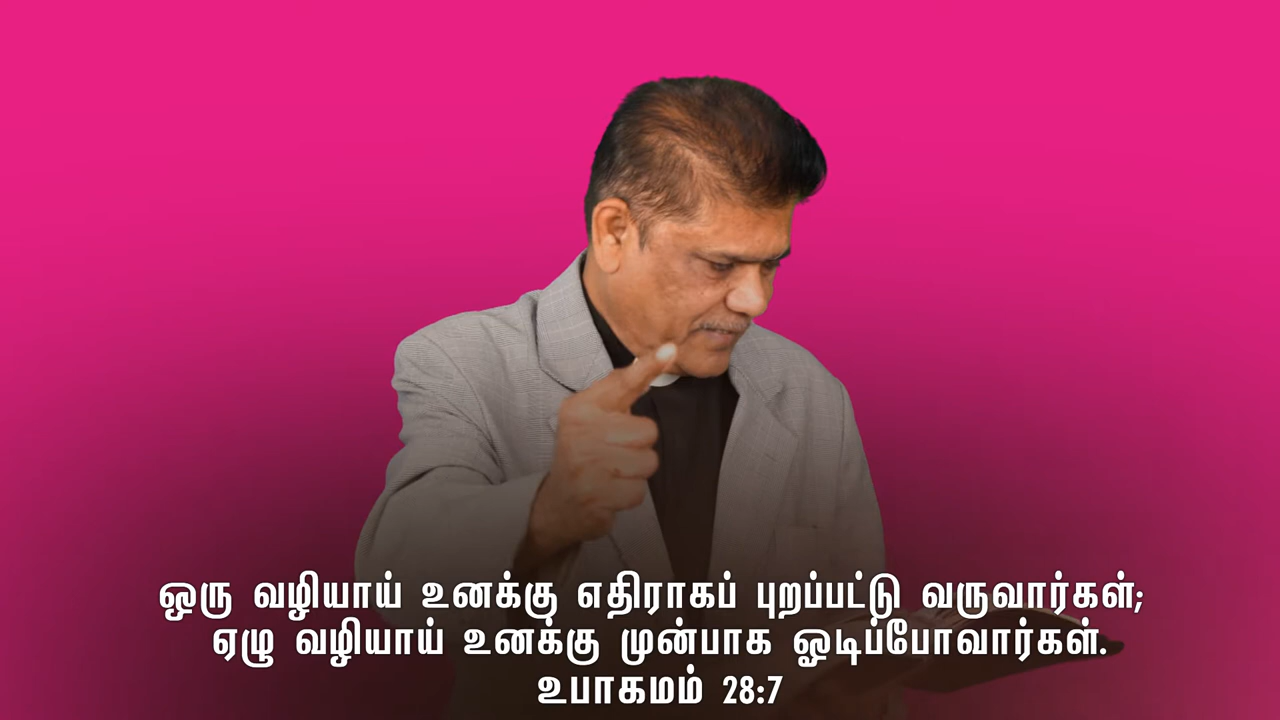 ஒரு வழியாய் உனக்கு எதிராகப் புறப்பட்டு வருவார்கள்;
ஏழு வழியாய் உனக்கு முன்பாக ஓடிப்போவார்கள்.
உபாகமம் 28:7